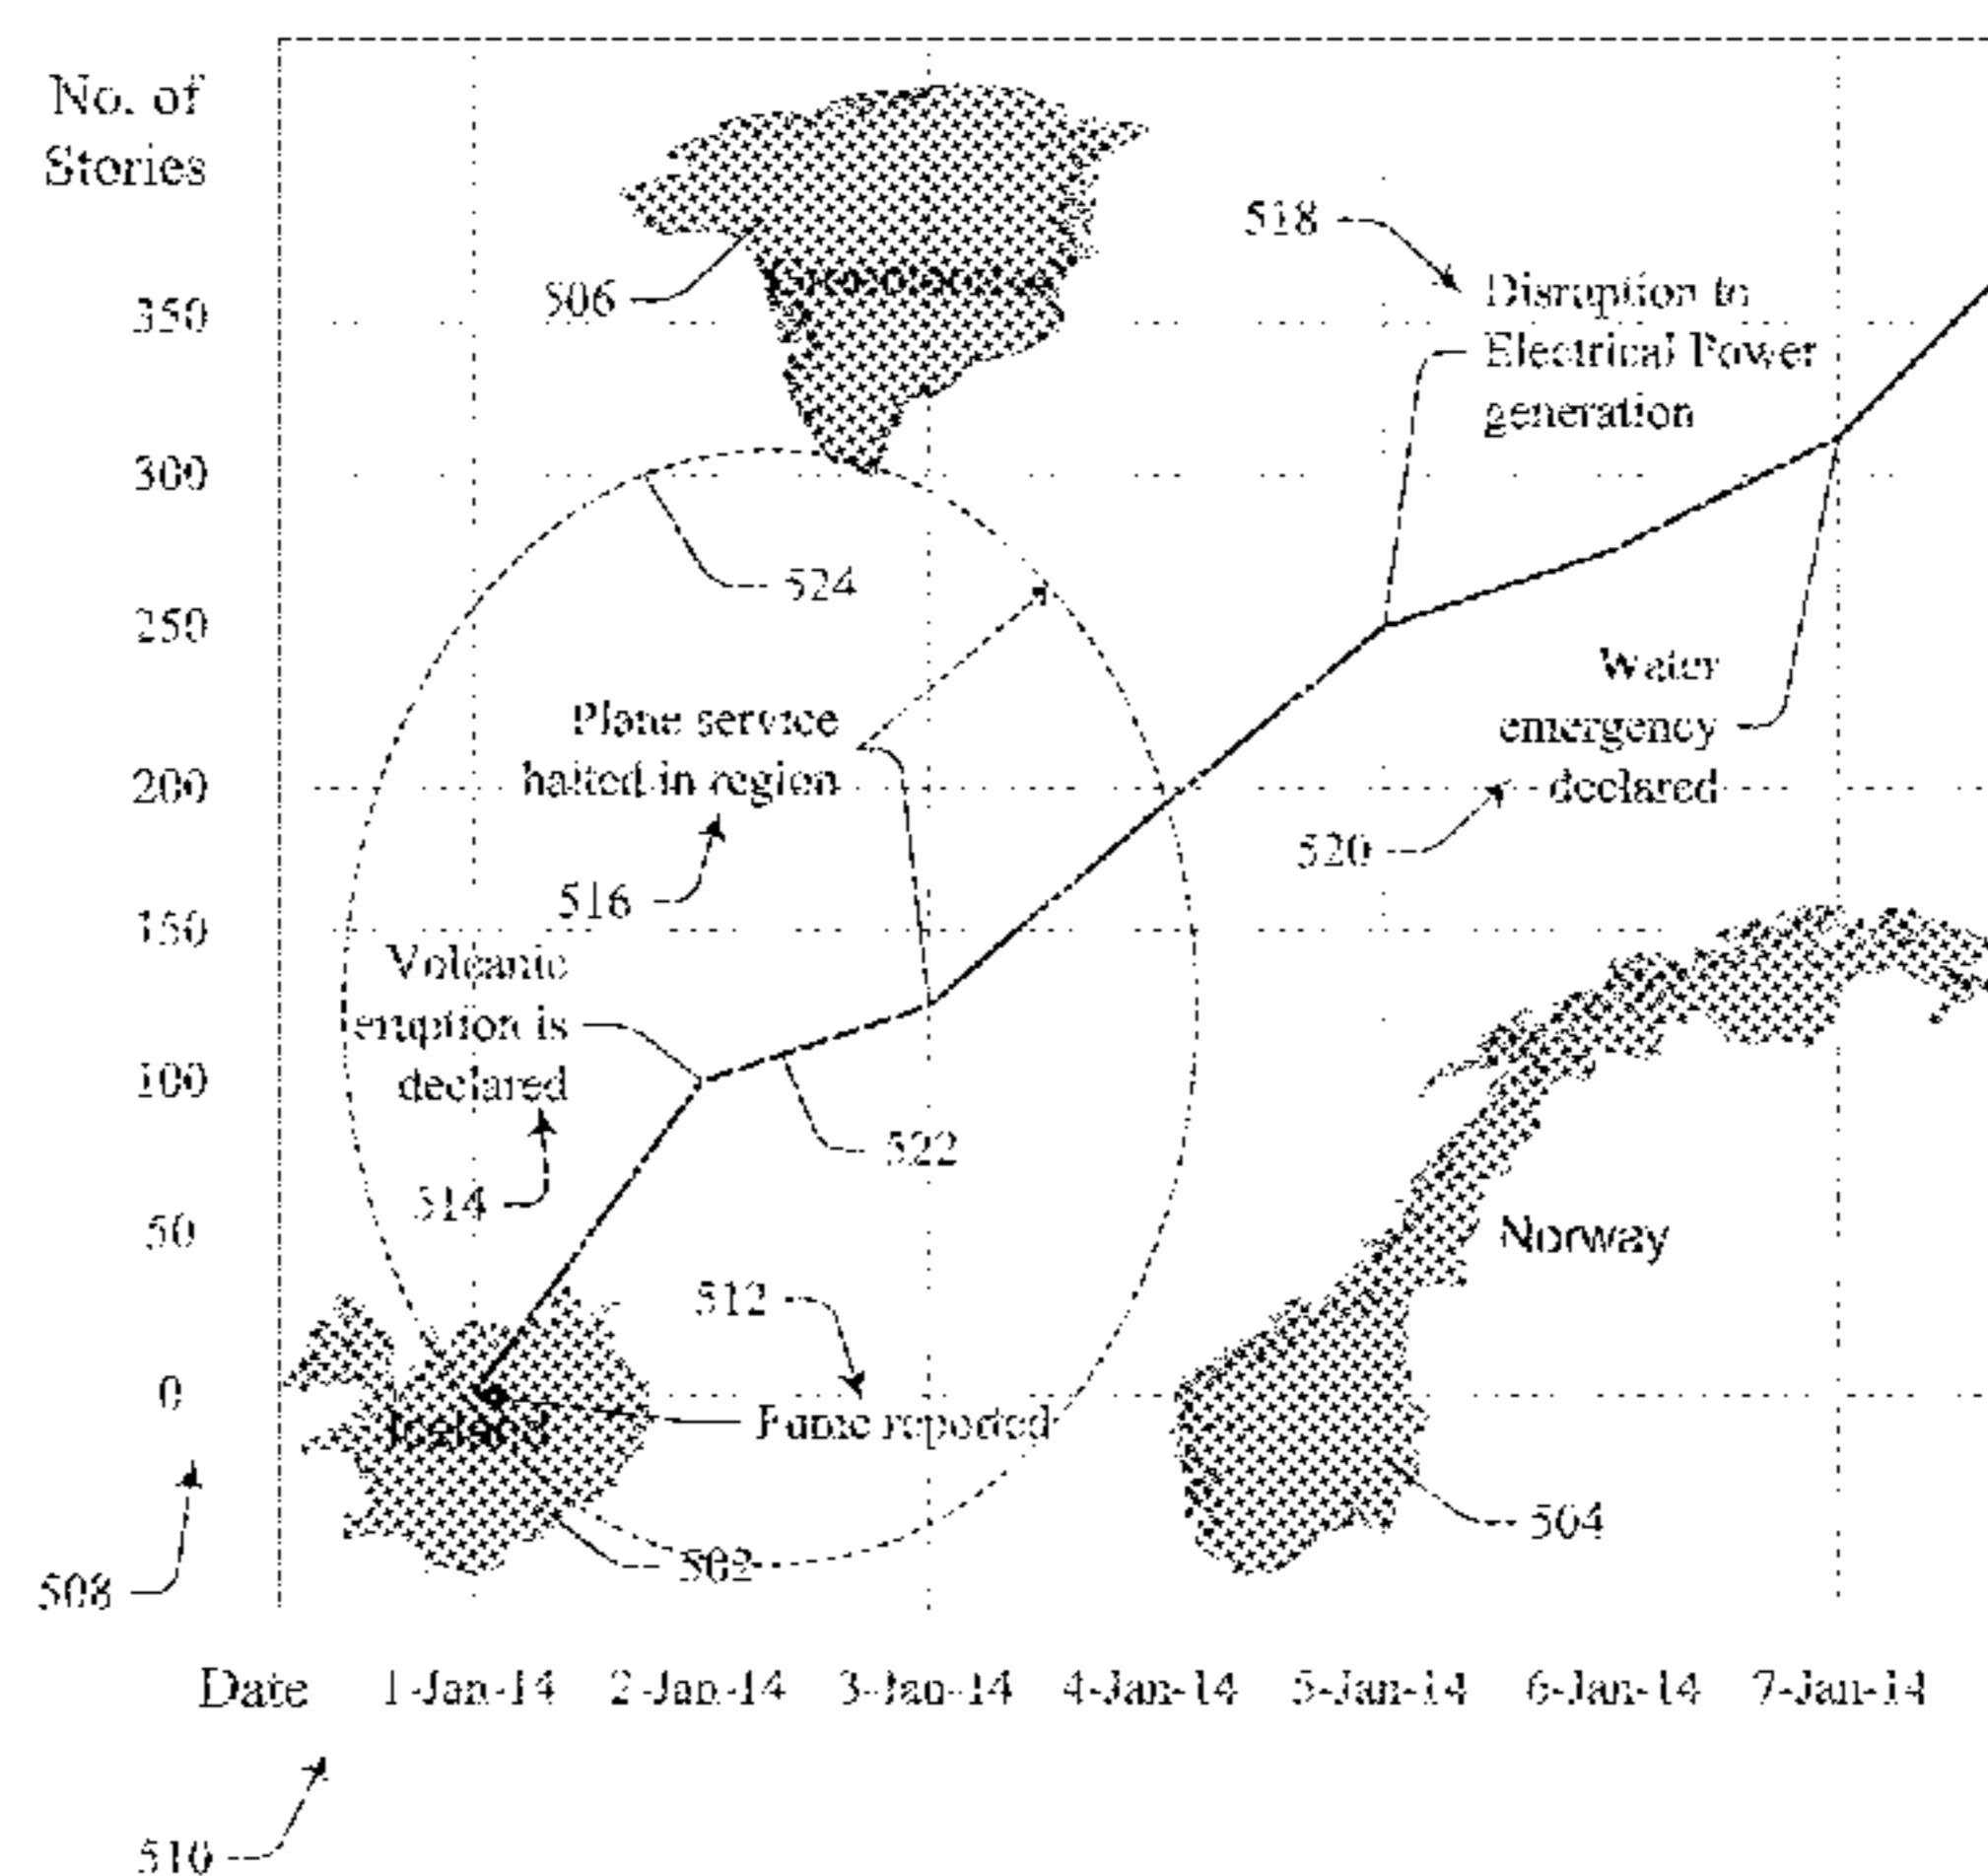 No. of
Stories
518
Disruption to
506
350
Electrical Power
generation
300
524
250
Water
Plane service
emergency
halted in region
200
declared
520
516
150
Volcanic
eruption is
100
declared
522
514
50
Norway
512
0
Iceland
Fume reported
504
502
508
Date 1-Jan-14 2-Jan-14 3-Jan-14 4-Jan-14 5-Jan-14 6-Jan-14 7-Jan-14
510